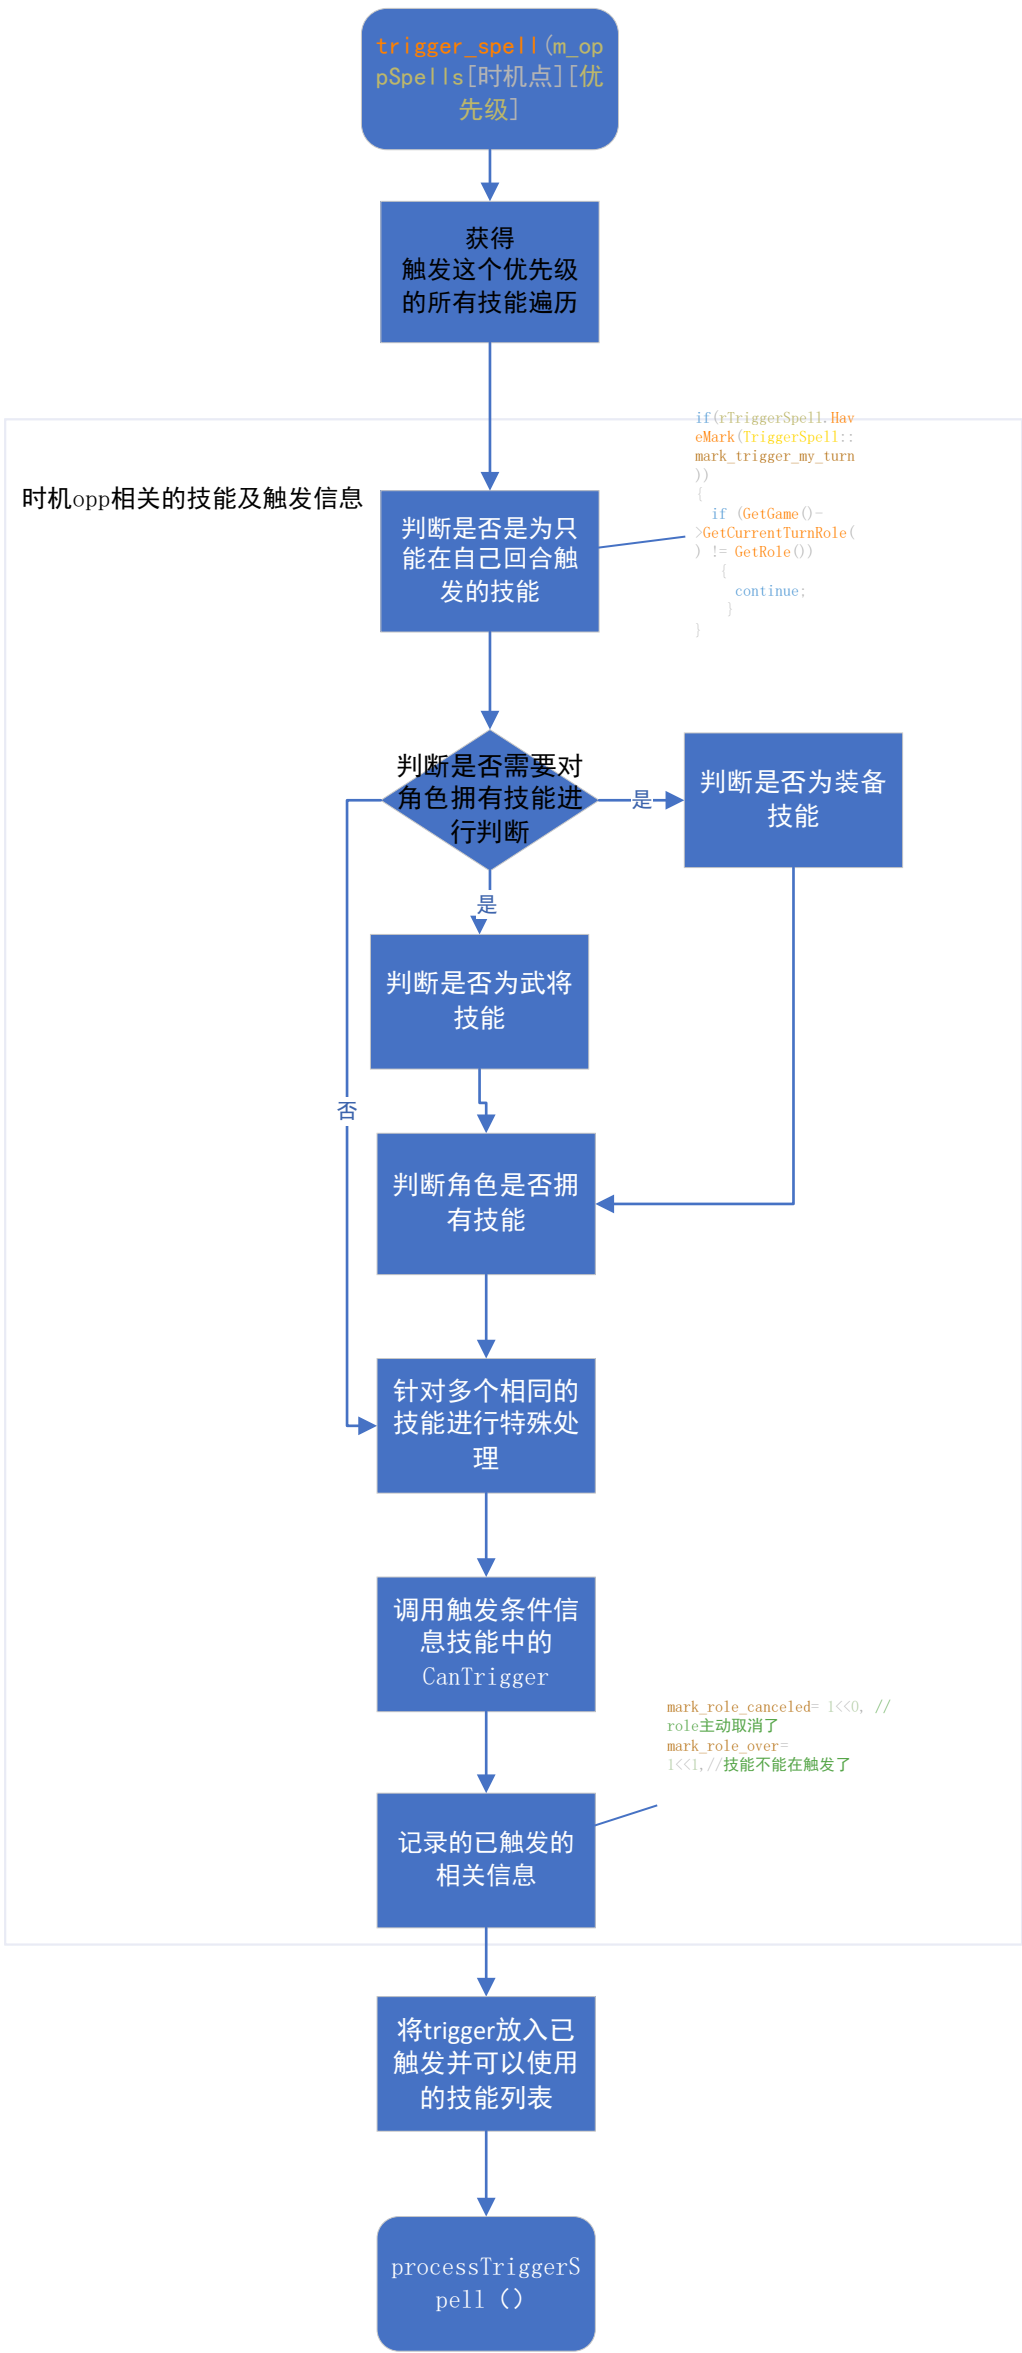 trigger_spell(m_op
pSpells[时机点][优
先级]
获得
触发这个优先级
的所有技能遍历
时机opp相关的技能及触发信息
判断是否是为只
能在自己回合触
发的技能
if(rTriggerSpell.Hav
eMark(TriggerSpell::
mark_trigger_my_turn
))
{
if (GetGame()-
>GetCurrentTurnRole(
) != GetRole())
{
continue;
}
}
判断是否需要对
角色拥有技能进
行判断
是
判断是否为装备
技能
是
判断是否为武将
技能
否
判断角色是否拥
有技能
针对多个相同的
技能进行特殊处
理
调用触发条件信
息技能中的
CanTrigger
mark_role_canceled= 1<<0, //
role主动取消了
mark_role_over=
1<<1,//技能不能在触发了
记录的已触发的
相关信息
将trigger放入已
触发并可以使用
的技能列表
processTriggerS
pell（）